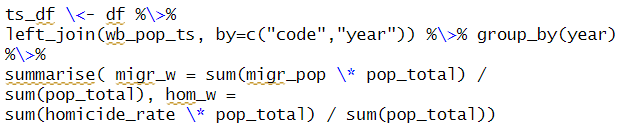 ts_df \<- df %\>%
left_join(wb_pop_ts, by=c("code","year")) %\>% group_by(year)
%\>%
summarise( migr_w = sum(migr_pop \* pop_total) /
sum(pop_total), hom_w =
sum(homicide_rate \* pop_total) / sum(pop_total))